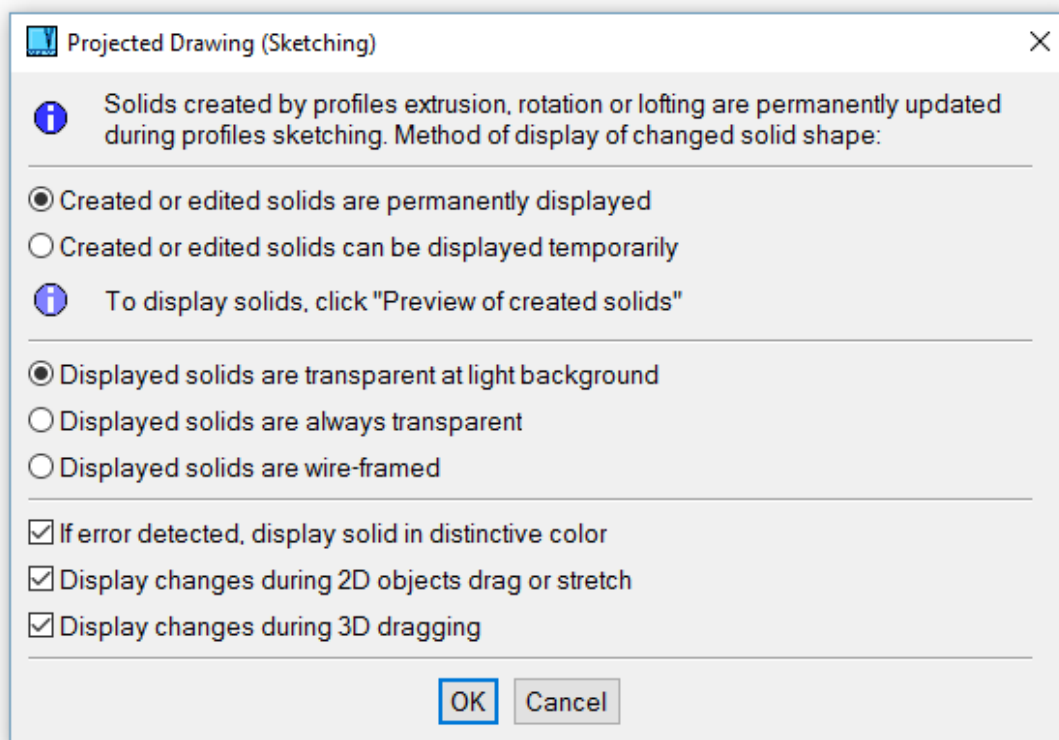 Projected Drawing (Sketching)
Solids created by profiles extrusion, rotation or lofting are permanently updated
during profiles sketching. Method of display of changed solid shape:
Created or edited solids are permanently displayed
Created or edited solids can be displayed temporarily
To display solids, click "Preview of created solids"
Displayed solids are transparent at light background
Displayed solids are always transparent
Displayed solids are wire-framed
If error detected, display solid in distinctive color
Display changes during 2D objects drag or stretch
Display changes during 3D dragging
OK Cancel